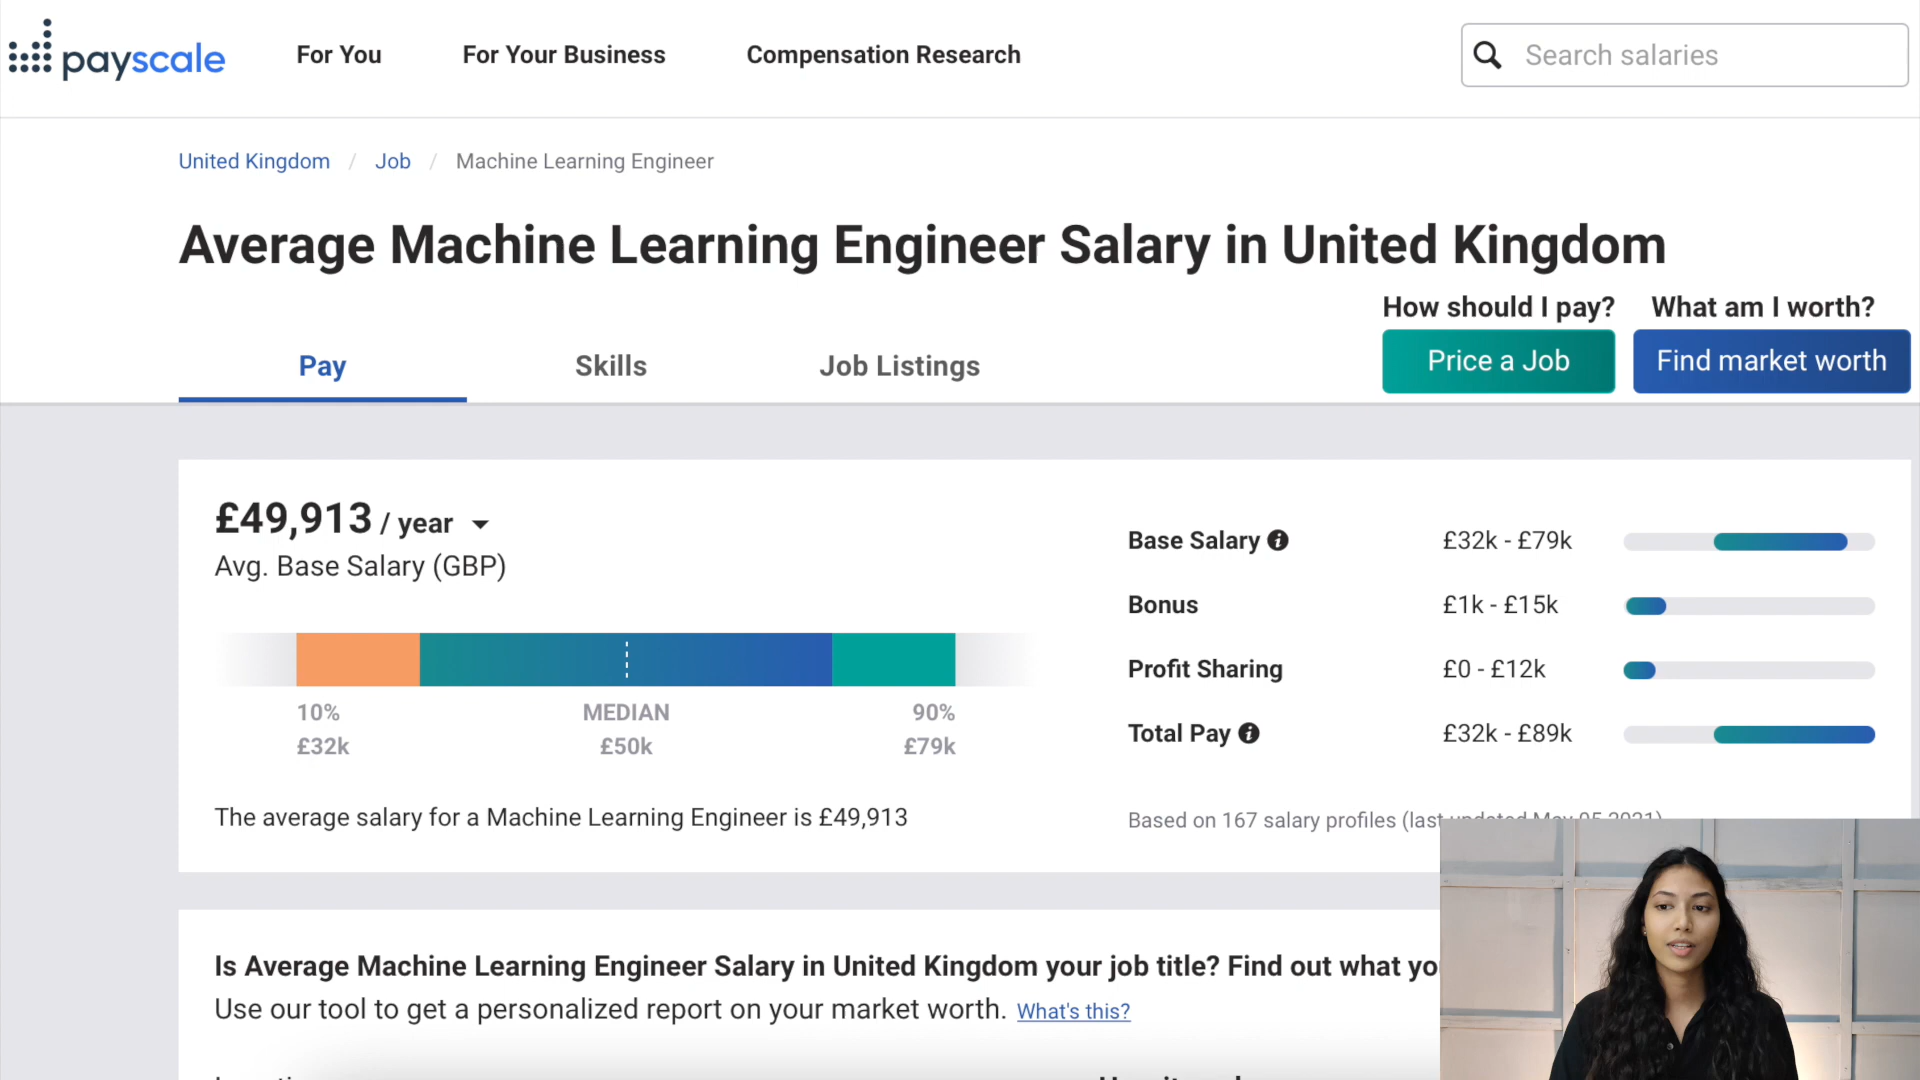 payscale
For You
For Your Business
Compensation Research
Search salaries
United Kingdom / Job / Machine Learning Engineer
Average Machine Learning Engineer Salary in United Kingdom
How should I pay?
What am I worth?
Pay
Skills
Job Listings
Price a Job
Find market worth
£49,913 / year
Avg. Base Salary (GBP)
10%
MEDIAN
90%
£32k
£50k
£79k
The average salary for a Machine Learning Engineer is £49,913
Base Salary £32k - £79k
Bonus £1k - £15k
Profit Sharing £0 - £12k
Total Pay £32k - £89k
Based on 167 salary profiles (last updated May 05 2021)
Is Average Machine Learning Engineer Salary in United Kingdom your job title? Find out what yo
Use our tool to get a personalized report on your market worth. What's this?